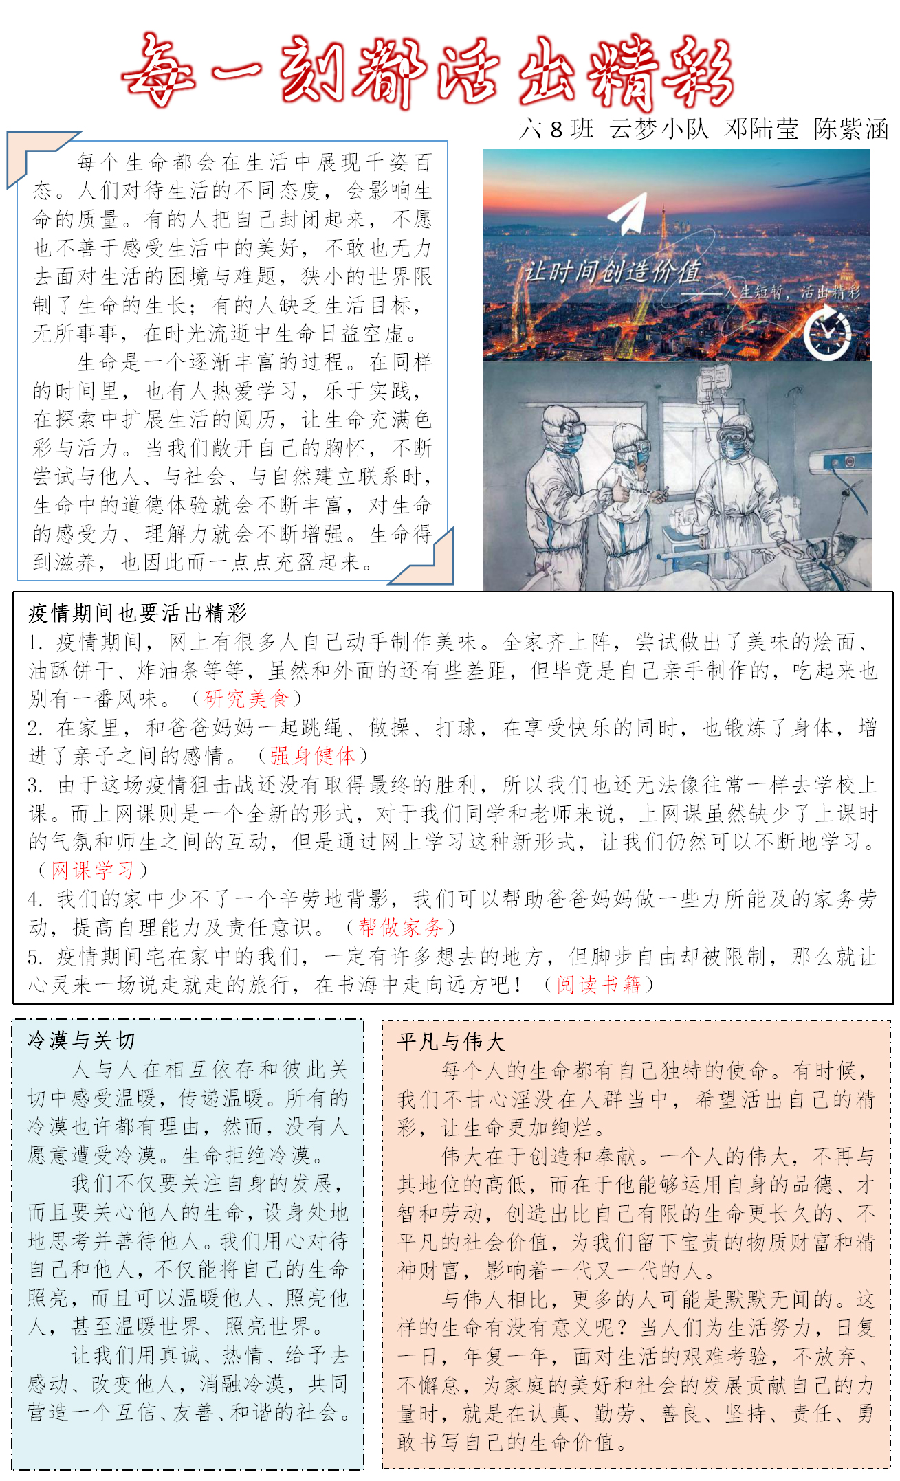 每一刻都活出精彩
六8班 云梦小队 邓陆莹 陈紫涵
每个生命都会在生活中展现千姿百
态。人们对待生活的不同态度，会影响生
命的质量。有的人把自己封闭起来，不愿
也不善于感受生活中的美好，不敢也无力
去面对生活的困境与难题，狭小的世界限
制了生命的生长；有的人缺乏生活目标，
无所事事，在时光流逝中生命日益空虚。
生命是一个逐渐丰富的过程。在同样
的时间里，也有人热爱学习，乐于实践，
在探索中扩展生活的阅历，让生命充满色
彩与活力。当我们敞开自己的胸怀，不断
尝试与他人、与社会、与自然建立联系时，
生命中的道德体验就会不断丰富，对生命
的感受力、理解力就会不断增强。生命得
到滋养，也因此而一点点充盈起来。
让时间创造价值
——人生短暂，活出精彩
疫情期间也要活出精彩
1. 疫情期间，网上有很多人自己动手制作美味。全家齐上阵，尝试做出了美味的烩面、
油酥饼干、炸油条等等，虽然和外面的还有些差距，但毕竟是自己亲手制作的，吃起来也
别有一番风味。（研究美食）
2. 在家里，和爸爸妈妈一起跳绳、做操、打球，在享受快乐的同时，也锻炼了身体，增
进了亲子之间的感情。（强身健体）
3. 由于这场疫情狙击战还没有取得最终的胜利，所以我们也还无法像往常一样去学校上
课。而上网课则是一个全新的形式，对于我们同学和老师来说，上网课虽然缺少了上课时
的气氛和师生之间的互动，但是通过网上学习这种新形式，让我们仍然可以不断地学习。
（网课学习）
4. 我们的家中少不了一个辛劳地背影，我们可以帮助爸爸妈妈做一些力所能及的家务劳
动，提高自理能力及责任意识。（帮做家务）
5. 疫情期间宅在家中的我们，一定有许多想去的地方，但脚步自由却被限制，那么就让
心灵来一场说走就走的旅行，在书海中走向远方吧！（阅读书籍）
冷漠与关切
人与人在相互依存和彼此关
切中感受温暖，传递温暖。所有的
冷漠也许都有理由，然而，没有人
愿意遭受冷漠。生命拒绝冷漠。
我们不仅要关注自身的发展，
而且要关心他人的生命，设身处地
地思考并善待他人。我们用心对待
自己和他人，不仅能将自己的生命
照亮，而且可以温暖他人、照亮他
人，甚至温暖世界、照亮世界。
让我们用真诚、热情、给予去
感动、改变他人，消融冷漠，共同
营造一个互信、友善、和谐的社会。
平凡与伟大
每个人的生命都有自己独特的使命。有时候，
我们不甘心淫没在人群当中，希望活出自己的精
彩，让生命更加绚烂。
伟大在于创造和奉献。一个人的伟大，不再与
其地位的高低，而在于他能够运用自身的品德、才
智和劳动，创造出比自己有限的生命更长久的、不
平凡的社会价值，为我们留下宝贵的物质财富和精
神财富，影响着一代又一代的人。
与伟人相比，更多的人可能是默默无闻的。这
样的生命有没有意义呢？当人们为生活努力，日复
一日，年复一年，面对生活的艰难考验，不放弃、
不懈怠，为家庭的美好和社会的发展贡献自己的力
量时，就是在认真、勤劳、善良、坚持、责任、勇
敢书写自己的生命价值。